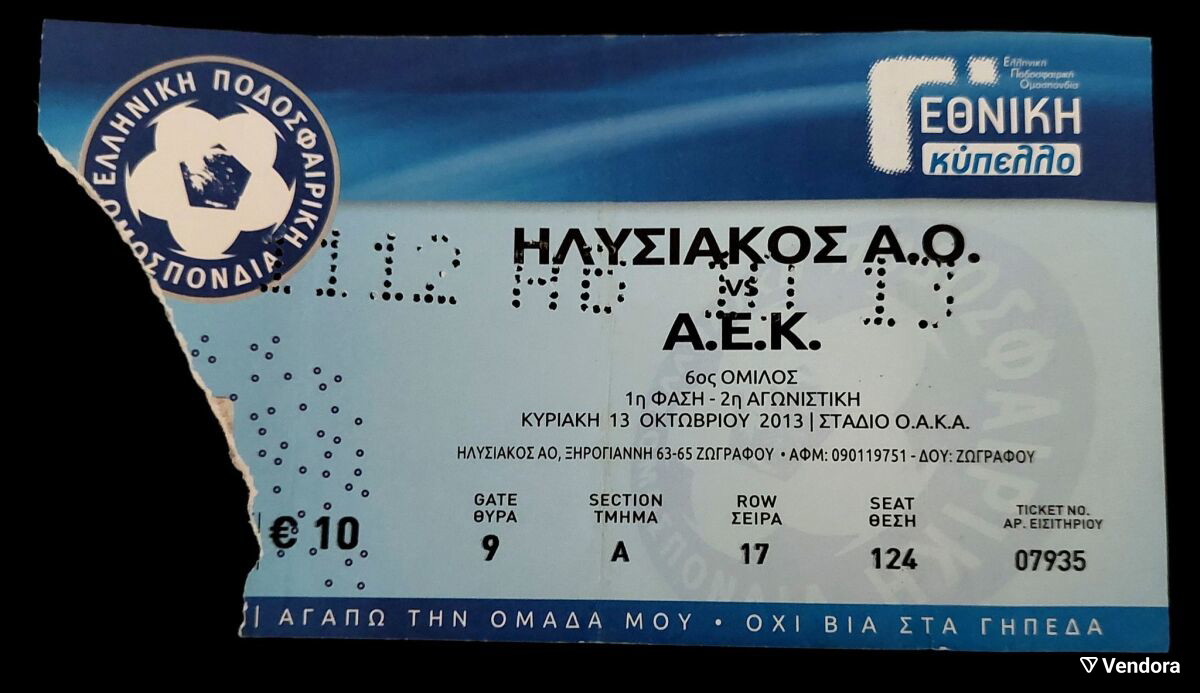 ΕΛΛΗΝΙΚΗ ΠΟΔΟΣΦΑΙΡΙΚΗ ΟΜΟΣΠΟΝΔΙΑ
Ελληνική
Ποδοσφαιρική
Ομοσπονδία
Γ' ΕΘΝΙΚΗ
κύπελλο
ΗΛΥΣΙΑΚΟΣ Α.Ο.
vs
Α.Ε.Κ.
6ος ΟΜΙΛΟΣ
1η ΦΑΣΗ - 2η ΑΓΩΝΙΣΤΙΚΗ
ΚΥΡΙΑΚΗ 13 ΟΚΤΩΒΡΙΟΥ 2013 | ΣΤΑΔΙΟ Ο.Α.Κ.Α.
ΗΛΥΣΙΑΚΟΣ ΑΟ, ΞΗΡΟΓΙΑΝΝΗ 63-65 ΖΩΓΡΑΦΟΥ • ΑΦΜ: 090119751 - ΔΟΥ: ΖΩΓΡΑΦΟΥ
€ 10
GATE
ΘΥΡΑ
9
SECTION
ΤΜΗΜΑ
A
ROW
ΣΕΙΡΑ
17
SEAT
ΘΕΣΗ
124
TICKET NO.
ΑΡ. ΕΙΣΙΤΗΡΙΟΥ
07935
ΑΓΑΠΩ ΤΗΝ ΟΜΑΔΑ ΜΟΥ • ΟΧΙ ΒΙΑ ΣΤΑ ΓΗΠΕΔΑ
Vendora